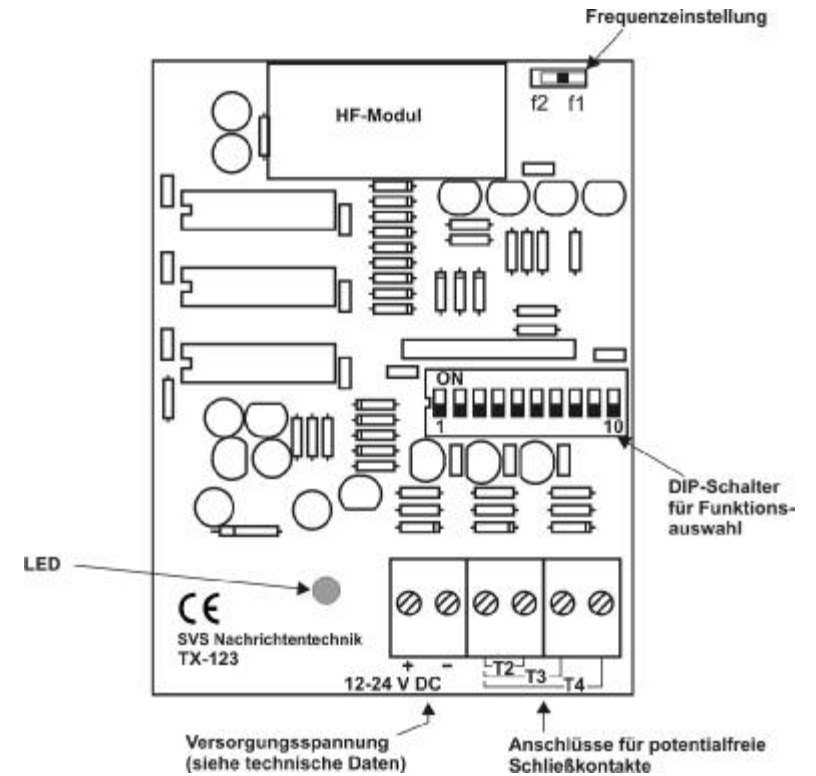 Frequenzeinstellung
f2 f1
HF-Modul
ON
1 10
DIP-Schalter
für Funktions-
auswahl
LED
CE
SVS Nachrichtentechnik
TX-123
+ -
12-24 V DC
T2
T3
T4
Versorgungsspannung
(siehe technische Daten)
Anschlüsse für potentialfreie
Schließkontakte